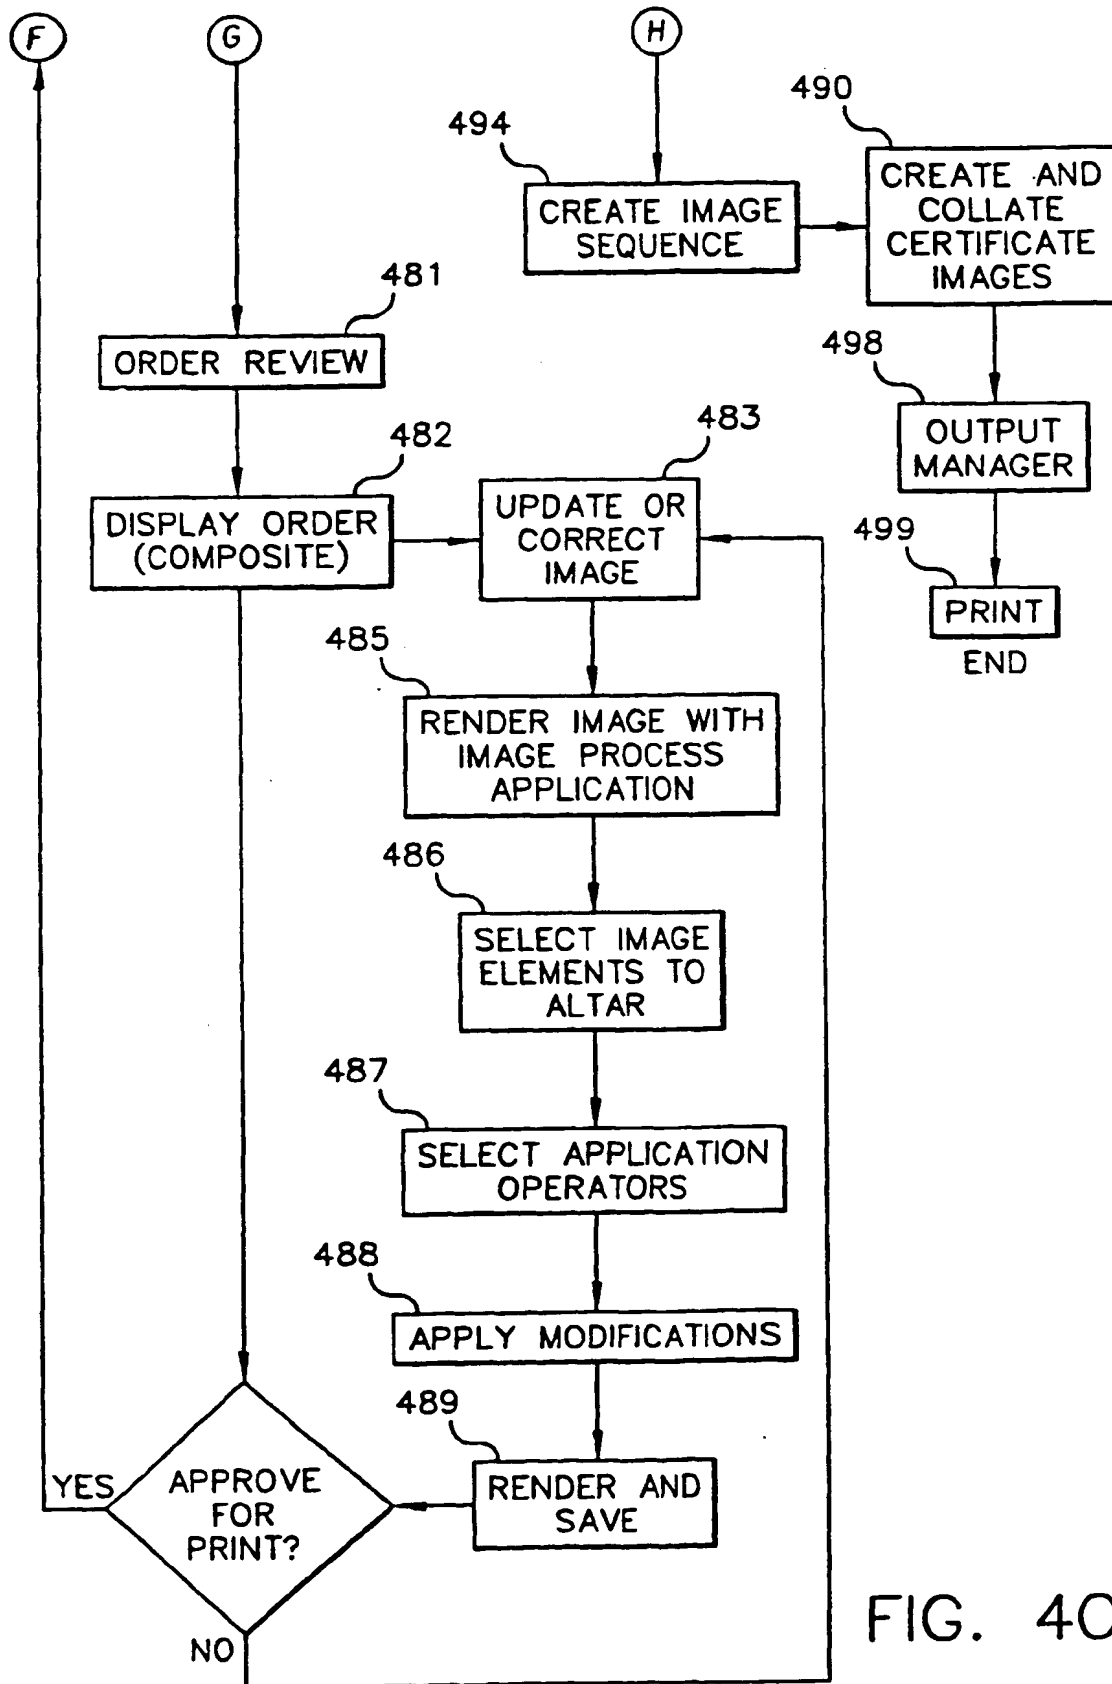 F
G
H
490
494
CREATE AND
COLLATE
CERTIFICATE
IMAGES
CREATE IMAGE
SEQUENCE
481
ORDER REVIEW
498
OUTPUT
MANAGER
482
483
DISPLAY ORDER
(COMPOSITE)
UPDATE OR
CORRECT
IMAGE
499
PRINT
END
485
RENDER IMAGE WITH
IMAGE PROCESS
APPLICATION
486
SELECT IMAGE
ELEMENTS TO
ALTAR
487
SELECT APPLICATION
OPERATORS
488
APPLY MODIFICATIONS
489
RENDER AND
SAVE
YES
APPROVE
FOR
PRINT?
NO
FIG. 4C